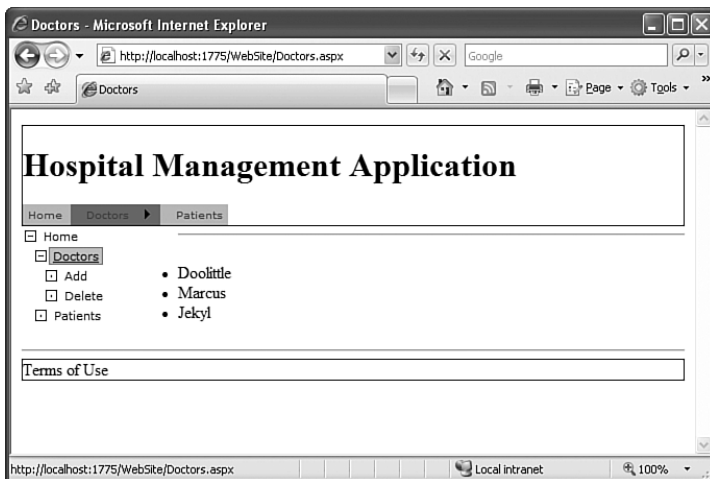 Doctors - Microsoft Internet Explorer
http://localhost:1775/WebSite/Doctors.aspx
Google
Doctors
Page
Tools
»
Hospital Management Application
Home Doctors Patients
Home
Doctors
Add
Delete
Patients
• Doolittle
• Marcus
• Jekyl
Terms of Use
http://localhost:1775/WebSite/Doctors.aspx Local intranet 100%